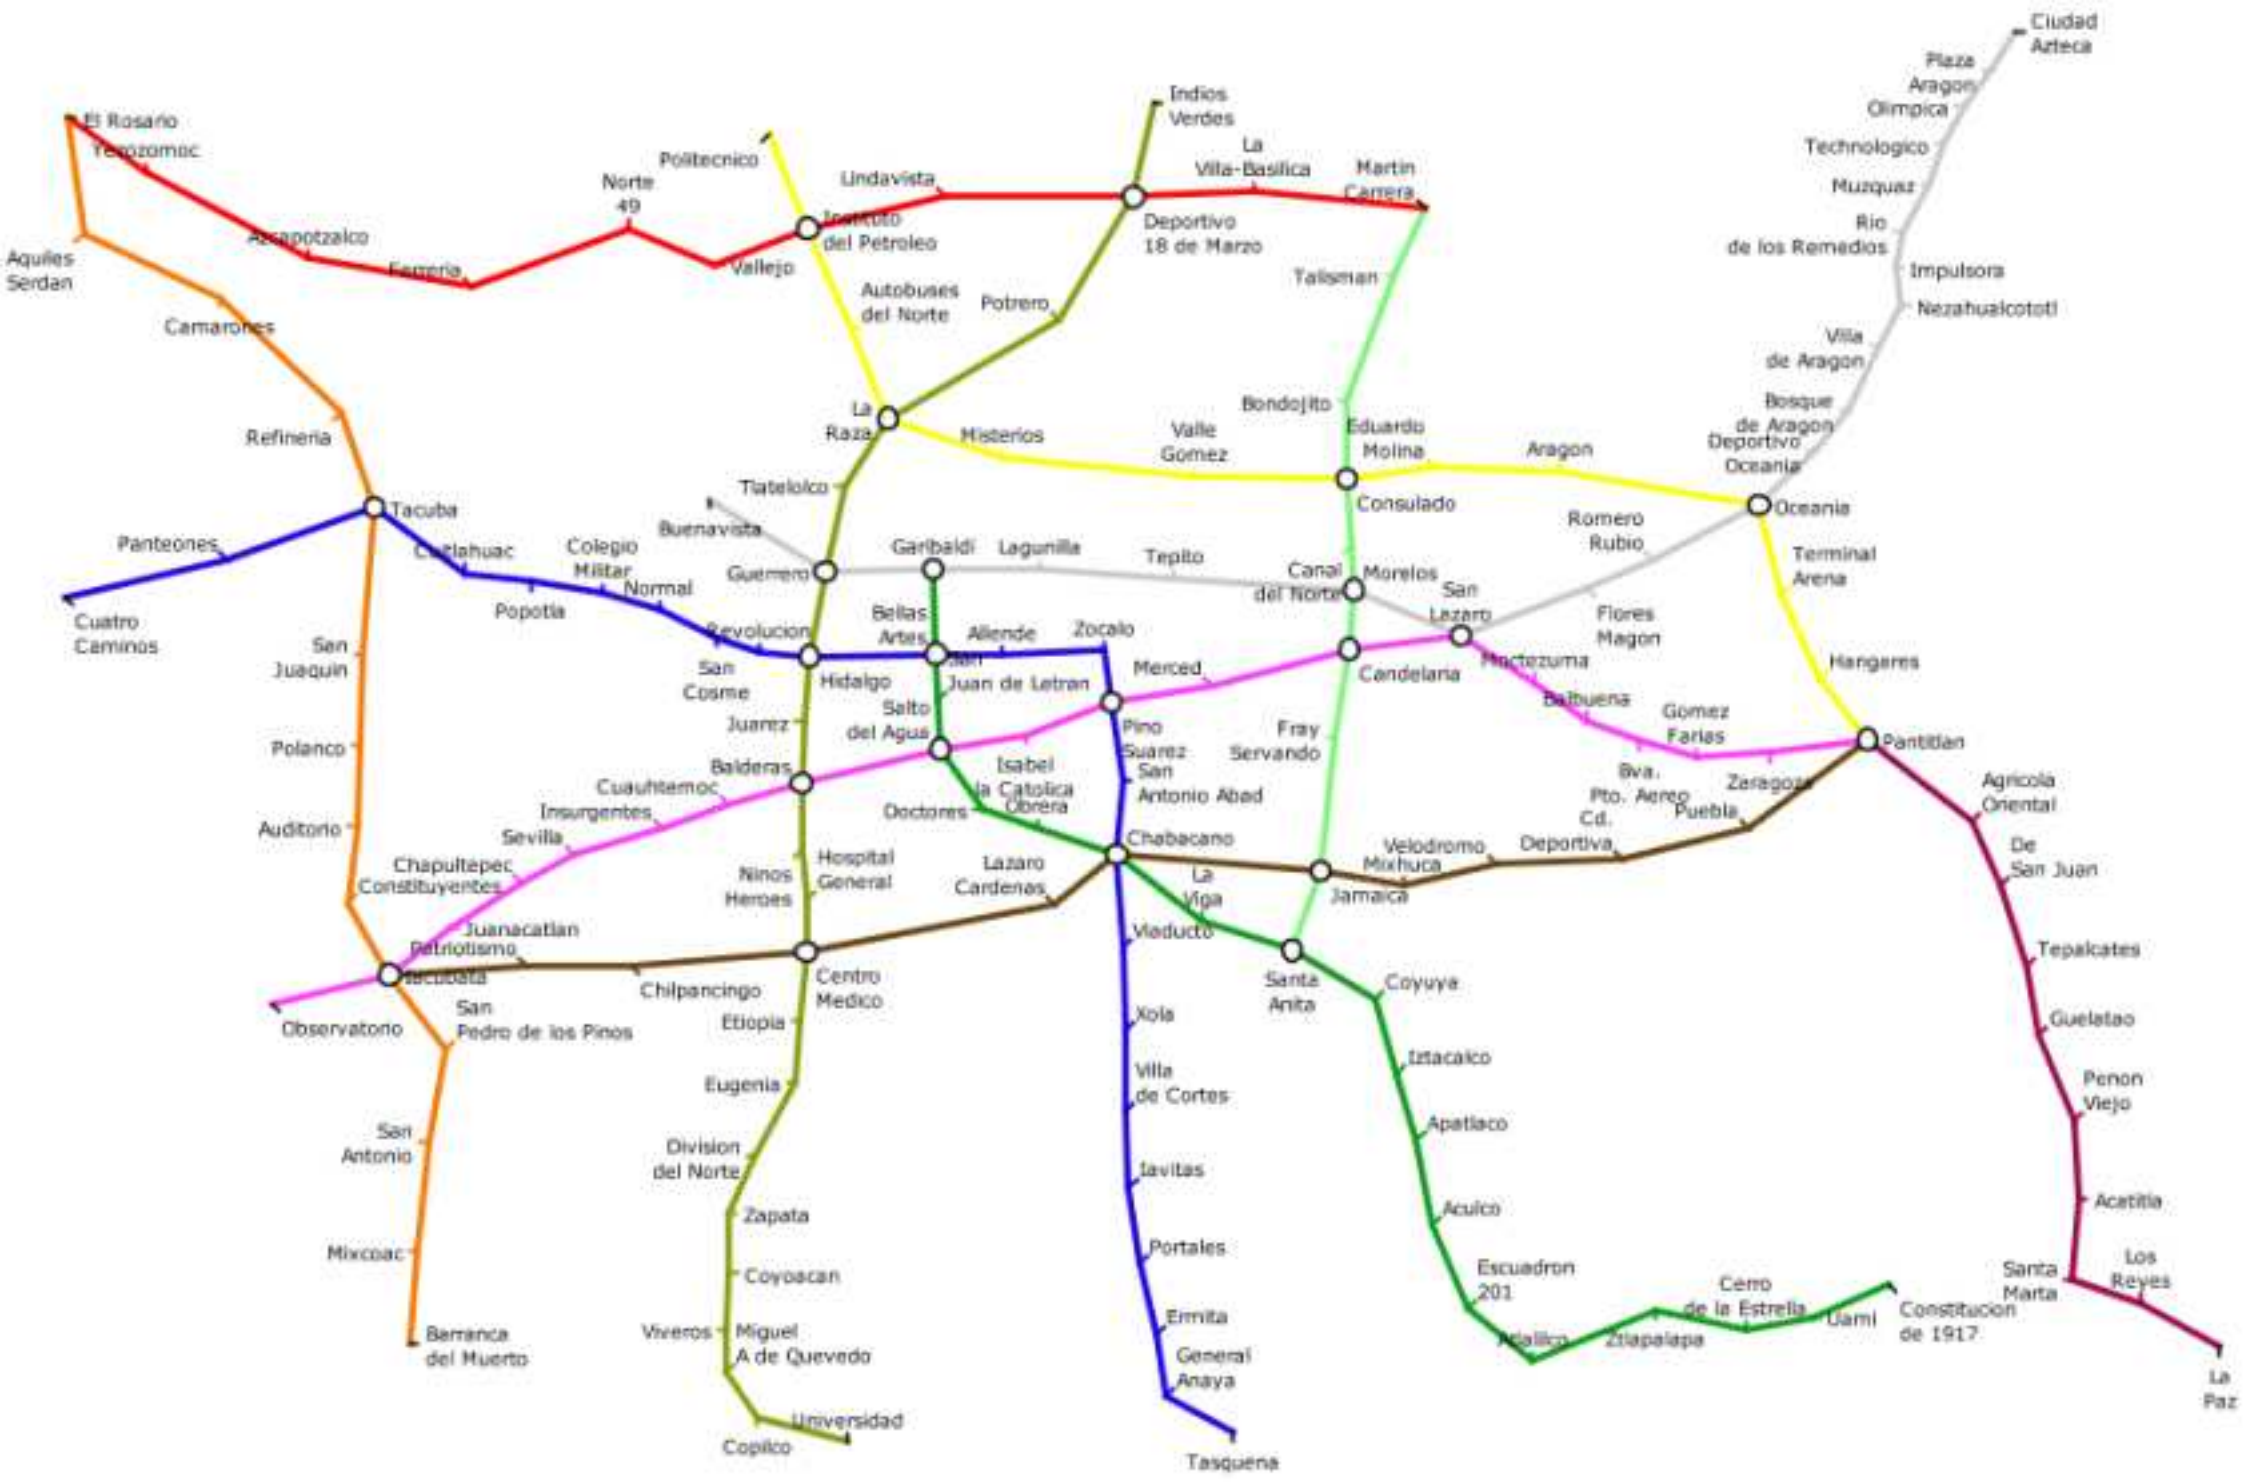 Ciudad
Azteca
Plaza
Aragon
Olimpica
Technologico
Muzquaz
Rio
de los Remedios
Impulsora
Nezahualcototl
Villa
de Aragon
Bosque
de Aragon
Deportivo
Oceania
Oceania
Indios
Verdes
La
Villa-Basilica
Martin
Carrera
El Rosario
Tezozomoc
Politecnico
Norte
49
Lindavista
Instituto
del Petroleo
Deportivo
18 de Marzo
Azcapotzalco
Ferreria
Vallejo
Aquiles
Serdan
Camarones
Autobuses
del Norte
Potrero
Talisman
Refineria
La
Raza
Misterios
Valle
Gomez
Bondojito
Eduardo
Molina
Aragon
Consulado
Tlatelolco
Tacuba
Panteones
Cuitlahuac
Colegio
Militar
Normal
Popotla
Buenavista
Guerrero
Garibaldi
Lagunilla
Tepito
Canal
del Norte
Morelos
San
Lazaro
Romero
Rubio
Flores
Magon
Terminal
Arena
Hangares
Cuatro
Caminos
Revolucion
San
Cosme
Hidalgo
Bellas
Artes
Allende
Zocalo
San
Juan de Letran
Merced
Candelaria
Moctezuma
Balbuena
Gomez
Farias
Pantitlan
San
Juaquin
Juarez
Salto
del Agua
Pino
Suarez
Fray
Servando
Polanco
Balderas
Cuauhtemoc
Insurgentes
Sevilla
Isabel
la Catolica
San
Antonio Abad
Bva.
Pto. Aereo
Zaragoza
Agricola
Oriental
Auditorio
Doctores
Obrera
Chabacano
Cd.
Deportiva
Puebla
Velodromo
Mixhuca
Jamaica
Chapultepec
Constituyentes
Ninos
Heroes
Hospital
General
Lazaro
Cardenas
La
Viga
De
San Juan
Juanacatlan
Patriotismo
Tacubata
Chilpancingo
Centro
Medico
Viaducto
Santa
Anita
Coyuya
Tepalcates
Observatorio
San
Pedro de los Pinos
Etiopia
Xola
Iztacalco
Guelatao
Eugenia
Villa
de Cortes
Apatlaco
Penon
Viejo
San
Antonio
Division
del Norte
Iavitas
Aculco
Acatitla
Zapata
Mixcoac
Portales
Coyoacan
Escuadron
201
Cerro
de la Estrella
Uami
Constitucion
de 1917
Santa
Marta
Los
Reyes
Barranca
del Muerto
Viveros
Miguel
A de Quevedo
Ermita
General
Anaya
Atlalilco
Ztlapalapa
La
Paz
Universidad
Copilco
Tasquena